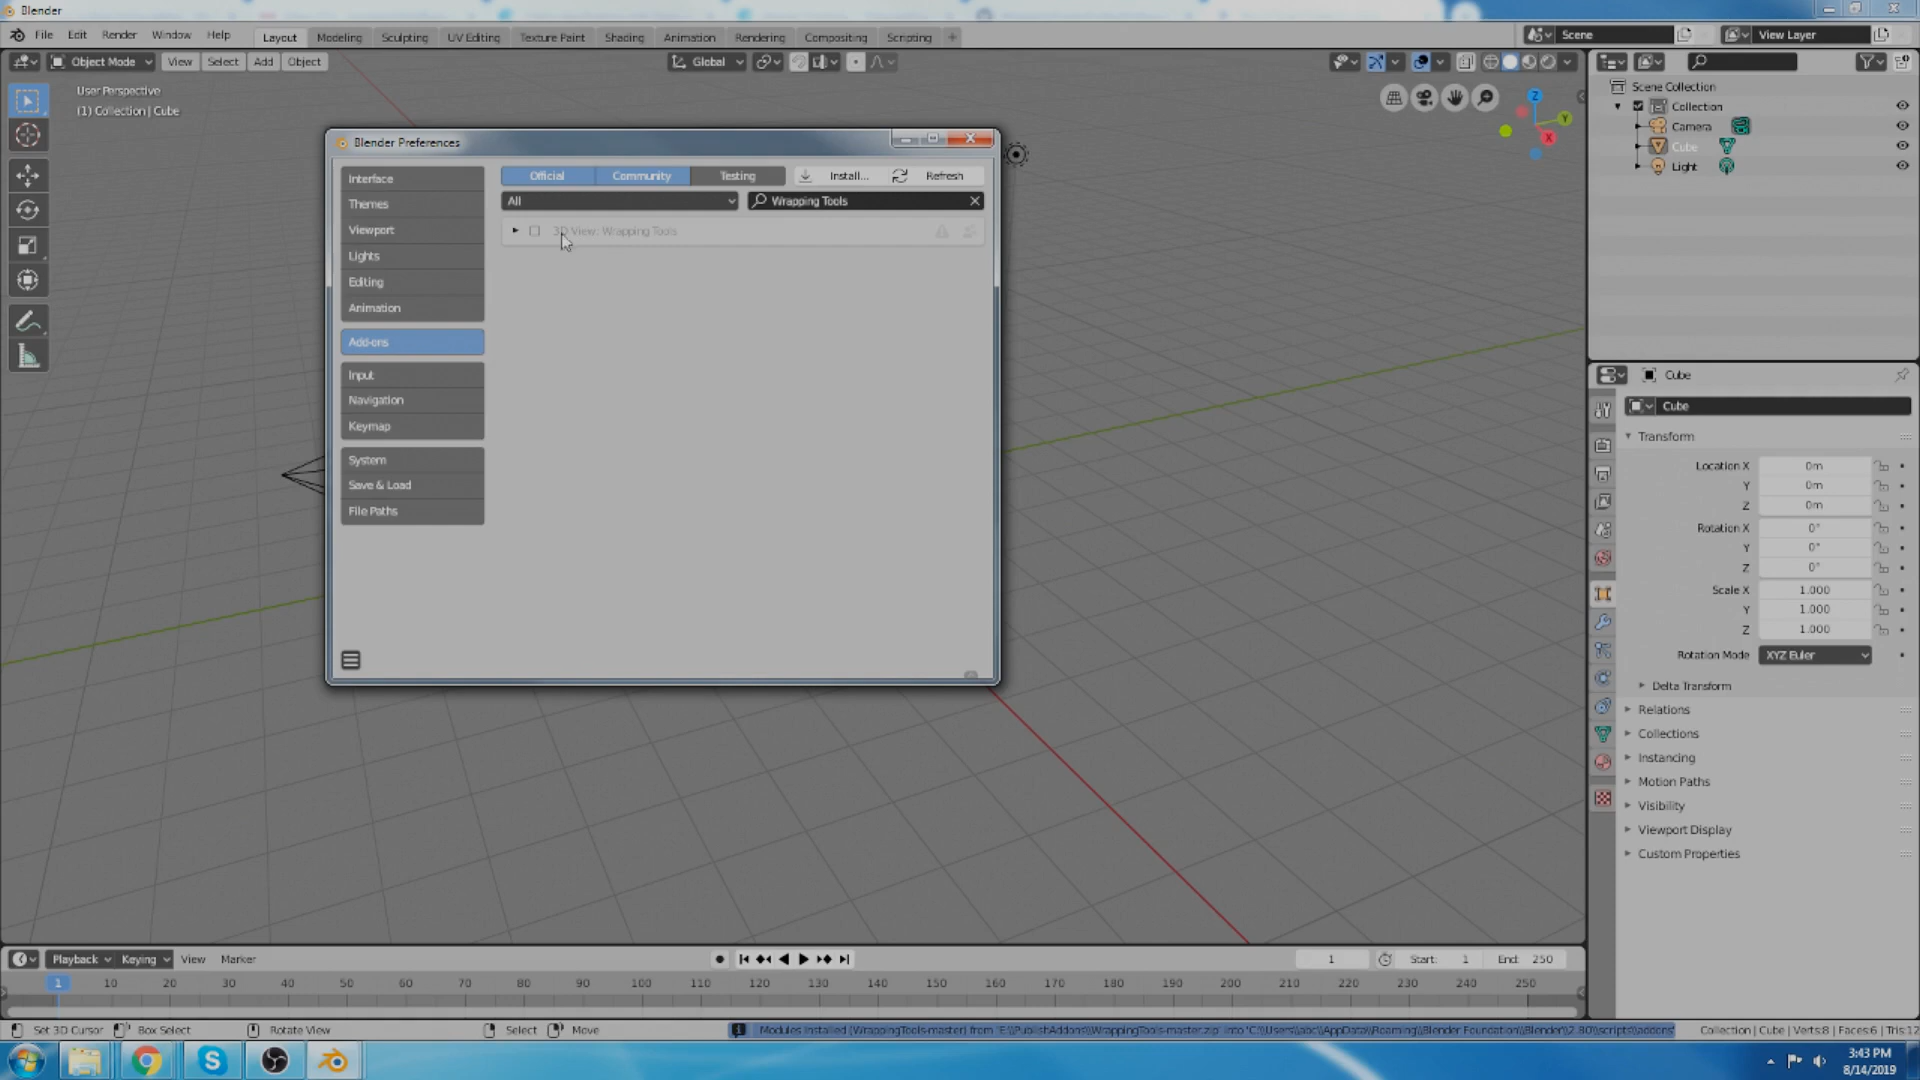 Blender
File Edit Render Window Help Layout Modeling Sculpting UV Editing Texture Paint Shading Animation Rendering Compositing Scripting + Scene View Layer
Object Mode View Select Add Object Global
User Perspective
(1) Collection | Cube
Z
Y
X
Blender Preferences
Interface
Themes
Viewport
Lights
Editing
Animation
Add-ons
Input
Navigation
Keymap
System
Save & Load
File Paths
Official Community Testing Install... Refresh
All Wrapping Tools
3D View: Wrapping Tools
Scene Collection
Collection
Camera
Cube
Light
Cube
Cube
Transform
Location X 0m
Y 0m
Z 0m
Rotation X 0°
Y 0°
Z 0°
Scale X 1.000
Y 1.000
Z 1.000
Rotation Mode XYZ Euler
Delta Transform
Relations
Collections
Instancing
Motion Paths
Visibility
Viewport Display
Custom Properties
Playback Keying View Marker 1 Start: 1 End: 250
1 10 20 30 40 50 60 70 80 90 100 110 120 130 140 150 160 170 180 190 200 210 220 230 240 250
Set 3D Cursor Box Select Rotate View Select Move Modules Installed (WrappingTools-master) from 'E:\\PublishAddons\\WrappingTools-master.zip' into 'C:\\Users\\abc\\AppData\\Roaming\\Blender Foundation\\Blender\\2.80\\scripts\\addons' Collection | Cube | Verts:8 | Faces:6 | Tris:12
3:43 PM
8/14/2019